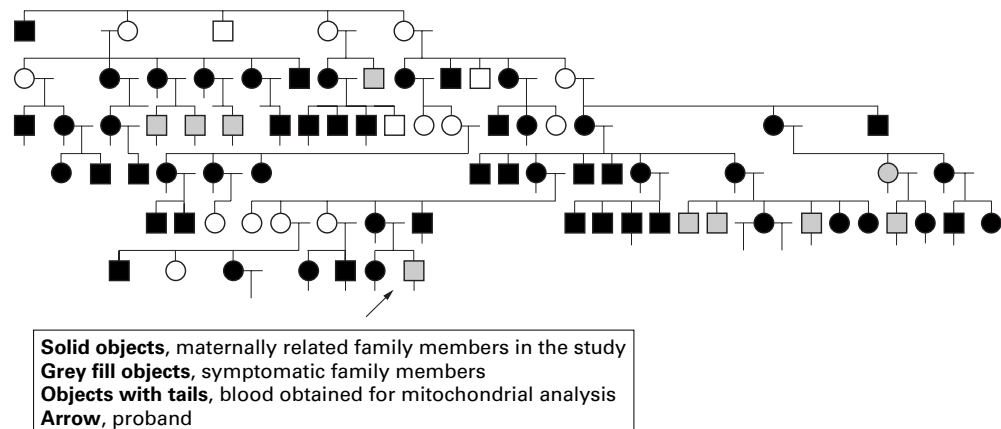 Solid objects, maternally related family members in the study
Grey fill objects, symptomatic family members
Objects with tails, blood obtained for mitochondrial analysis
Arrow, proband